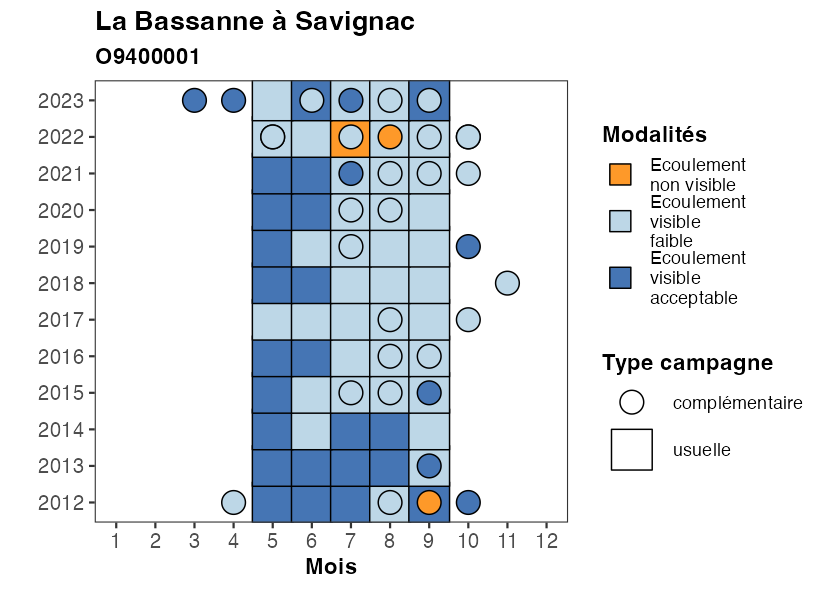 La Bassanne à Savignac
O9400001
2023
2022
2021
2020
2019
2018
2017
2016
2015
2014
2013
2012
1 2 3 4 5 6 7 8 9 10 11 12
Mois
Modalités
Ecoulement
non visible
Ecoulement
visible
faible
Ecoulement
visible
acceptable
Type campagne
complémentaire
usuelle